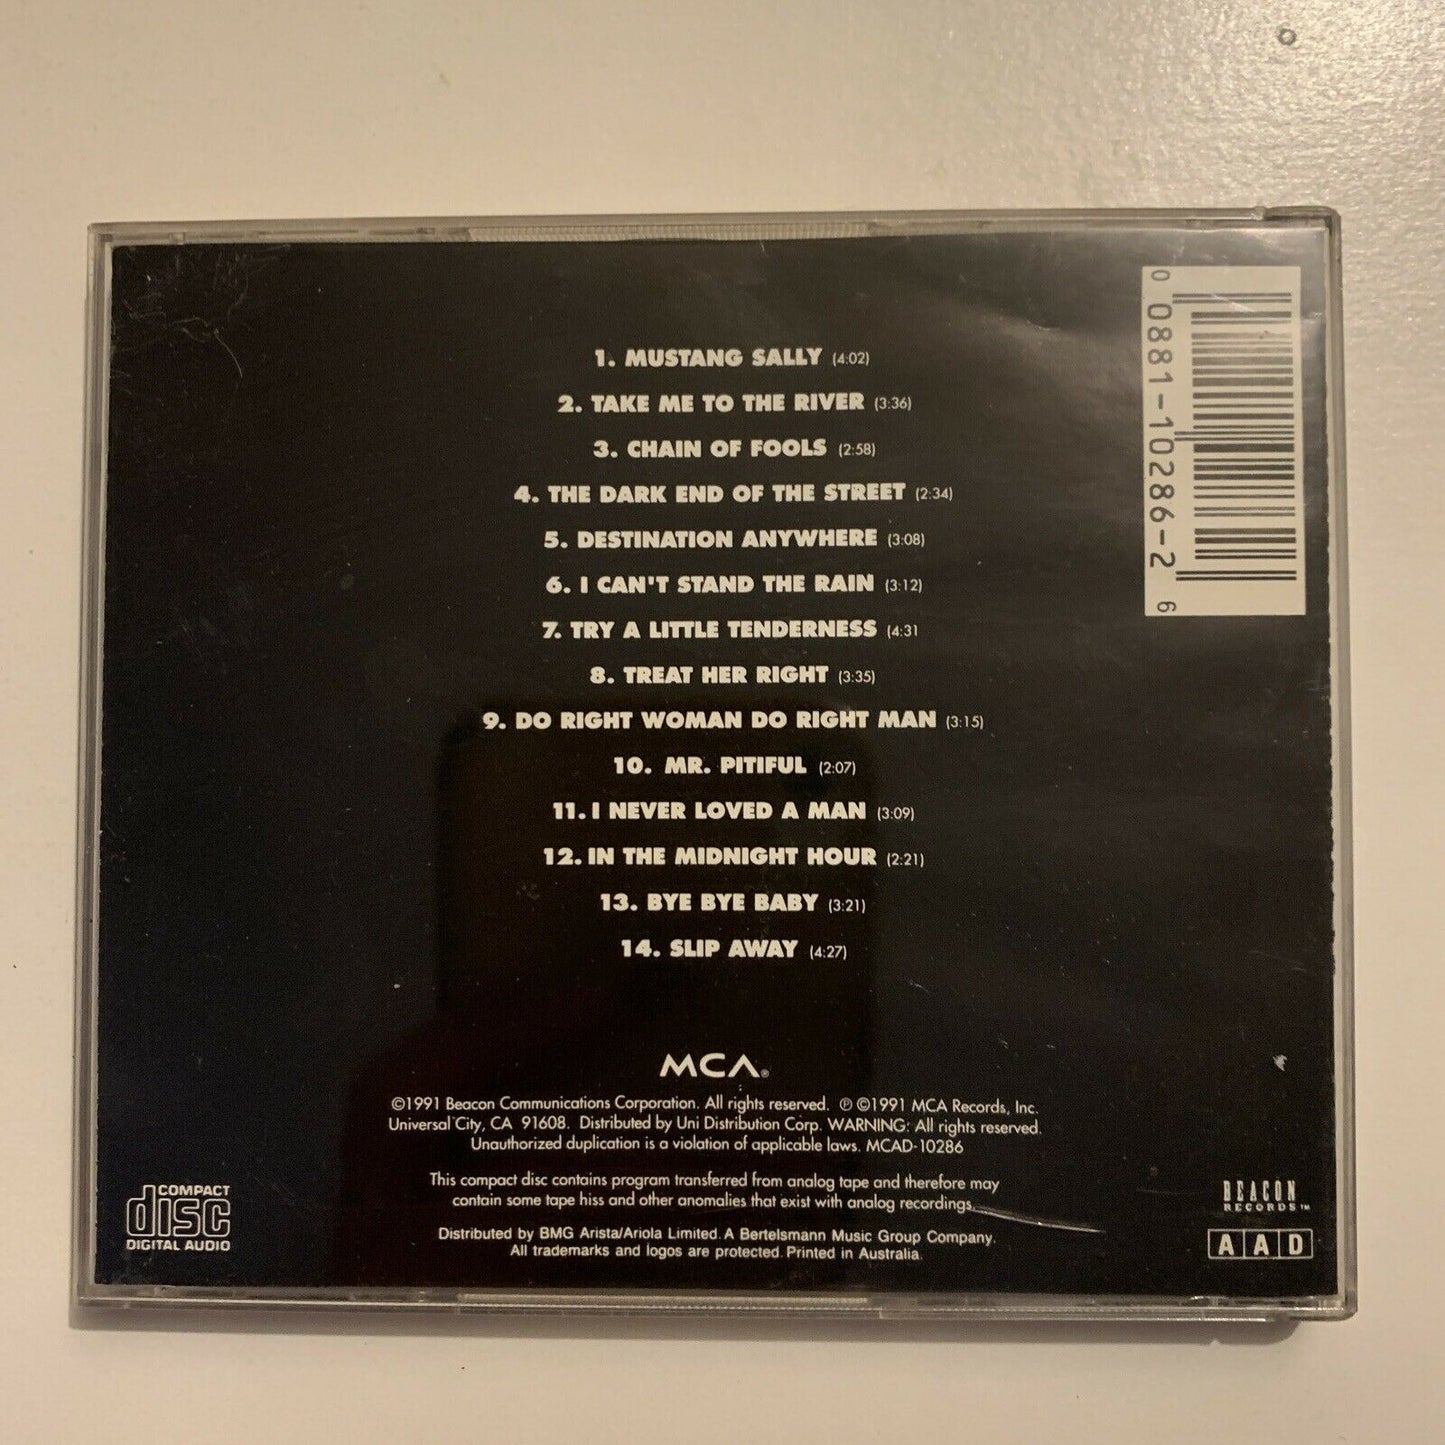 1. MUSTANG SALLY (4:02)
2. TAKE ME TO THE RIVER (3:36)
3. CHAIN OF FOOLS (2:58)
4. THE DARK END OF THE STREET (2:34)
5. DESTINATION ANYWHERE (3:08)
6. I CAN'T STAND THE RAIN (3:12)
7. TRY A LITTLE TENDERNESS (4:31
8. TREAT HER RIGHT (3:35)
9. DO RIGHT WOMAN DO RIGHT MAN (3:15)
10. MR. PITIFUL (2:07)
11. I NEVER LOVED A MAN (3:09)
12. IN THE MIDNIGHT HOUR (2:21)
13. BYE BYE BABY (3:21)
14. SLIP AWAY (4:27)
0 0881-10286-2 6
MCA®
©1991 Beacon Communications Corporation. All rights reserved. ℗ ©1991 MCA Records, Inc.
Universal City, CA 91608. Distributed by Uni Distribution Corp. WARNING: All rights reserved.
Unauthorized duplication is a violation of applicable laws. MCAD-10286
This compact disc contains program transferred from analog tape and therefore may
contain some tape hiss and other anomalies that exist with analog recordings.
Distributed by BMG Arista/Ariola Limited. A Bertelsmann Music Group Company.
All trademarks and logos are protected. Printed in Australia.
COMPACT
disc
DIGITAL AUDIO
BEACON
RECORDS™
A A D